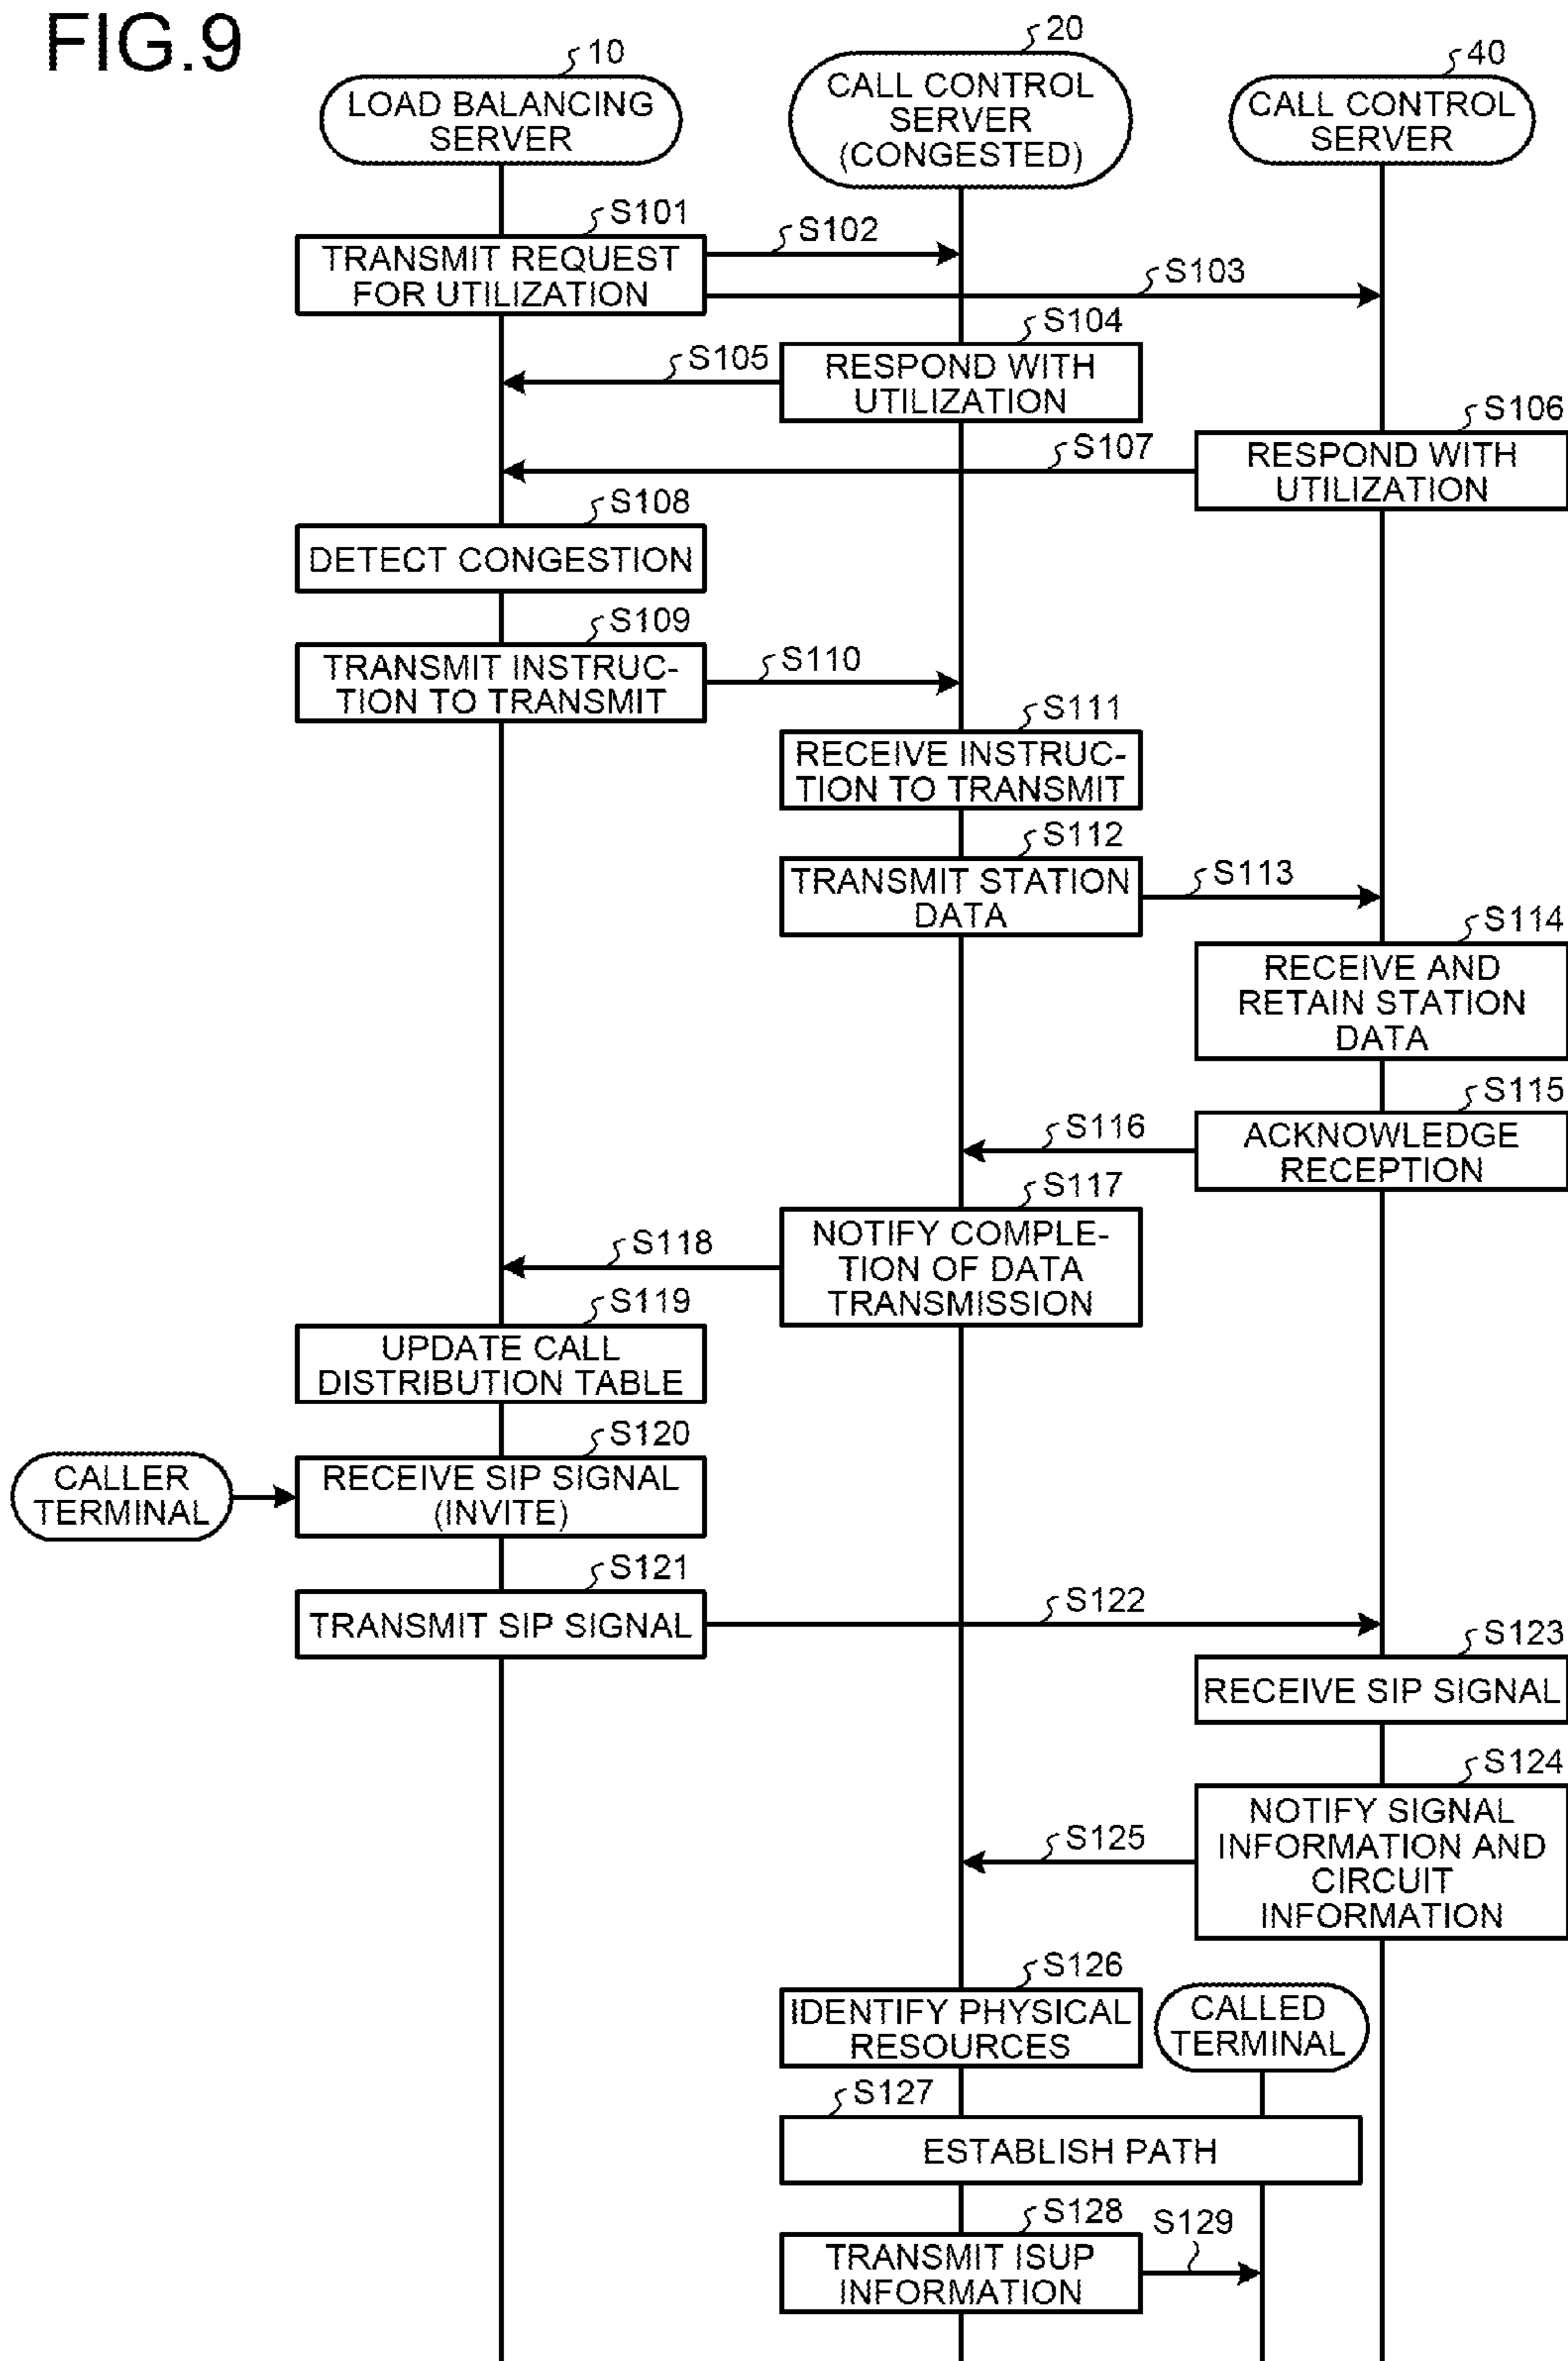 FIG.9
10
LOAD BALANCING
SERVER
20
CALL CONTROL
SERVER
(CONGESTED)
40
CALL CONTROL
SERVER
S101
TRANSMIT REQUEST
FOR UTILIZATION
S102
S103
S104
RESPOND WITH
UTILIZATION
S105
S106
RESPOND WITH
UTILIZATION
S107
S108
DETECT CONGESTION
S109
TRANSMIT INSTRUC-
TION TO TRANSMIT
S110
S111
RECEIVE INSTRUC-
TION TO TRANSMIT
S112
TRANSMIT STATION
DATA
S113
S114
RECEIVE AND
RETAIN STATION
DATA
S115
ACKNOWLEDGE
RECEPTION
S116
S117
NOTIFY COMPLE-
TION OF DATA
TRANSMISSION
S118
S119
UPDATE CALL
DISTRIBUTION TABLE
CALLER
TERMINAL
S120
RECEIVE SIP SIGNAL
(INVITE)
S121
TRANSMIT SIP SIGNAL
S122
S123
RECEIVE SIP SIGNAL
S124
NOTIFY SIGNAL
INFORMATION AND
CIRCUIT
INFORMATION
S125
S126
IDENTIFY PHYSICAL
RESOURCES
CALLED
TERMINAL
S127
ESTABLISH PATH
S128
TRANSMIT ISUP
INFORMATION
S129